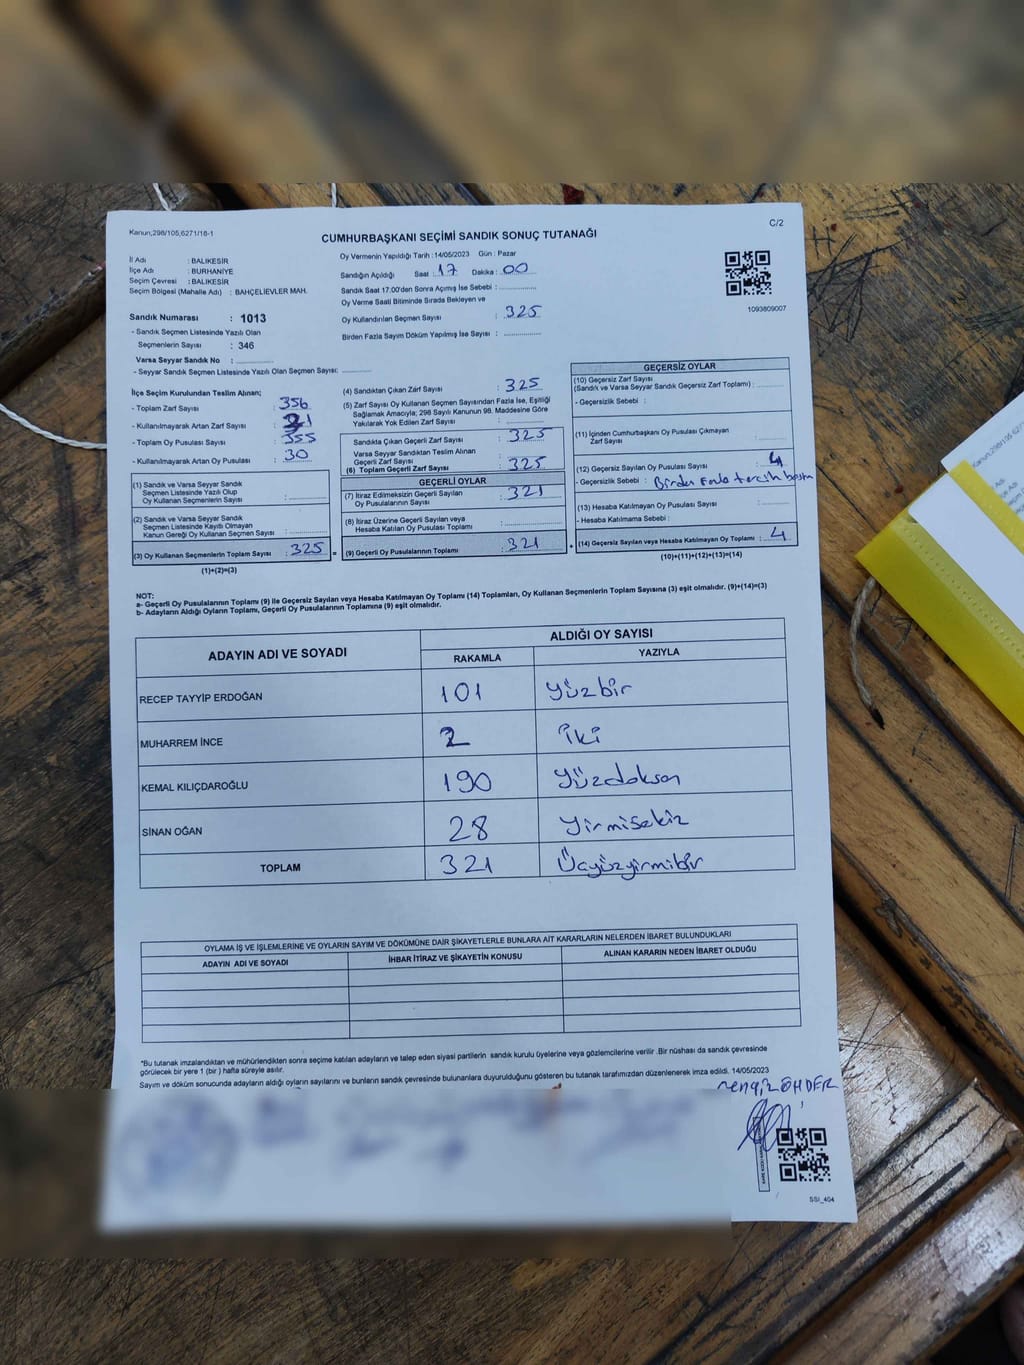 Kanun;298/105,6271/16-1
C/2
CUMHURBAŞKANI SEÇİMİ SANDIK SONUÇ TUTANAĞI
İl Adı : BALIKESİR
İlçe Adı : BURHANİYE
Seçim Çevresi : BALIKESİR
Seçim Bölgesi (Mahalle Adı) : BAHÇELİEVLER MAH.
Oy Vermenin Yapıldığı Tarih : 14/05/2023 Gün : Pazar
Sandığın Açıldığı Saat : 17 Dakika : 00
Sandık Saat 17.00'den Sonra Açımış İse Sebebi :
Oy Verme Saati Bitiminde Sırada Bekleyen ve
Oy Kullandırılan Seçmen Sayısı : 325
Birden Fazla Sayım Döküm Yapılmış İse Sayısı :
1093809007
Sandık Numarası : 1013
- Sandık Seçmen Listesinde Yazılı Olan
Seçmenlerin Sayısı : 346
Varsa Seyyar Sandık No :
- Seyyar Sandık Seçmen Listesinde Yazılı Olan Seçmen Sayısı:
İlçe Seçim Kurulundan Teslim Alınan;
- Toplam Zarf Sayısı : 356
- Kullanılmayarak Artan Zarf Sayısı : 31
- Toplam Oy Pusulası Sayısı : 355
- Kullanılmayarak Artan Oy Pusulası : 30
(1) Sandık ve Varsa Seyyar Sandık
Seçmen Listesinde Yazılı Olup
Oy Kullanan Seçmenlerin Sayısı :
(2) Sandık ve Varsa Seyyar Sandık
Seçmen Listesinde Kayıtlı Olmayan
Kanun Gereği Oy Kullanan Seçmen Sayısı :
(3) Oy Kullanan Seçmenlerin Toplam Sayısı : 325
(1)+(2)=(3)
(4) Sandıktan Çıkan Zarf Sayısı : 325
(5) Zarf Sayısı Oy Kullanan Seçmen Sayısından Fazla İse, Eşitliği
Sağlamak Amacıyla; 298 Sayılı Kanunun 98. Maddesine Göre
Yakılarak Yok Edilen Zarf Sayısı :
Sandıkta Çıkan Geçerli Zarf Sayısı : 325
Varsa Seyyar Sandıktan Teslim Alınan
Geçerli Zarf Sayısı
(6) Toplam Geçerli Zarf Sayısı : 325
GEÇERLİ OYLAR
(7) İtiraz Edilmeksizin Geçerli Sayılan
Oy Pusulalarının Sayısı : 321
(8) İtiraz Üzerine Geçerli Sayılan veya
Hesaba Katılan Oy Pusulası Toplamı :
= (9) Geçerli Oy Pusulalarının Toplamı : 321 +
GEÇERSİZ OYLAR
(10) Geçersiz Zarf Sayısı
(Sandık ve Varsa Seyyar Sandık Geçersiz Zarf Toplamı) :
- Geçersizlik Sebebi :
(11) İçinden Cumhurbaşkanı Oy Pusulası Çıkmayan
Zarf Sayısı :
(12) Geçersiz Sayılan Oy Pusulası Sayısı : 4
- Geçersizlik Sebebi : Birden Fazla tercih
(13) Hesaba Katılmayan Oy Pusulası Sayısı :
- Hesaba Katılmama Sebebi :
(14) Geçersiz Sayılan veya Hesaba Katılmayan Oy Toplamı : 4
(10)+(11)+(12)+(13)=(14)
NOT:
a- Geçerli Oy Pusulalarının Toplamı (9) ile Geçersiz Sayılan veya Hesaba Katılmayan Oy Toplamı (14) Toplamları, Oy Kullanan Seçmenlerin Toplam Sayısına (3) eşit olmalıdır. (9)+(14)=(3)
b- Adayların Aldığı Oyların Toplamı, Geçerli Oy Pusulalarının Toplamına (9) eşit olmalıdır.
ADAYIN ADI VE SOYADI ALDIĞI OY SAYISI
RAKAMLA YAZIYLA
RECEP TAYYİP ERDOĞAN 101 Yüzbir
MUHARREM İNCE 2 iki
KEMAL KILIÇDAROĞLU 190 Yüzdoksan
SİNAN OĞAN 28 Yirmisekiz
TOPLAM 321 Üçyüzyirmibir
OYLAMA İŞ VE İŞLEMLERİNE VE OYLARIN SAYIM VE DÖKÜMÜNE DAİR ŞİKAYETLERLE BUNLARA AİT KARARLARIN NELERDEN İBARET BULUNDUKLARI
ADAYIN ADI VE SOYADI İHBAR İTİRAZ VE ŞİKAYETİN KONUSU ALINAN KARARIN NEDEN İBARET OLDUĞU
*Bu tutanak imzalandıktan ve mühürlendikten sonra seçime katılan adayların ve talep eden siyasi partilerin sandık kurulu üyelerine veya gözlemcilerine verilir .Bir nüshası da sandık çevresinde
görülecek bir yere 1 (bir ) hafta süreyle asılır.
Sayım ve döküm sonucunda adayların aldığı oyların sayılarını ve bunların sandık çevresinde bulunanlara duyurulduğunu gösteren bu tutanak tarafımızdan düzenlenerek imza edildi. 14/05/2023
SSI_404